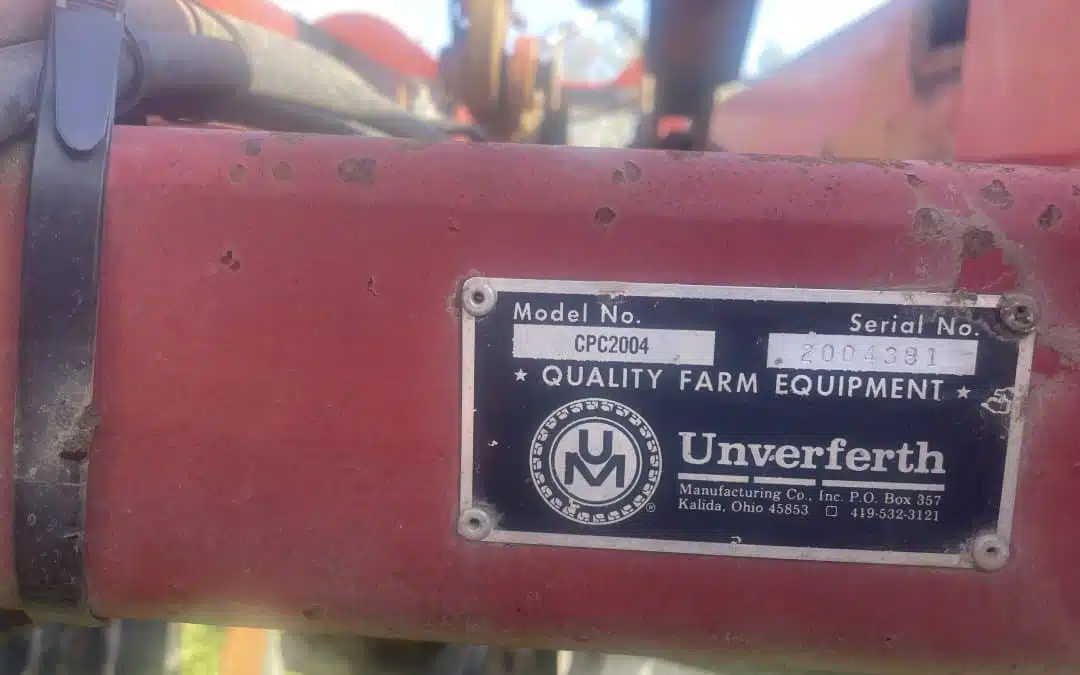 Model No.
CPC2004
Serial No.
2004381
★ QUALITY FARM EQUIPMENT ★
UM
®
Unverferth
Manufacturing Co., Inc. P.O. Box 357
Kalida, Ohio 45853 □ 419-532-3121